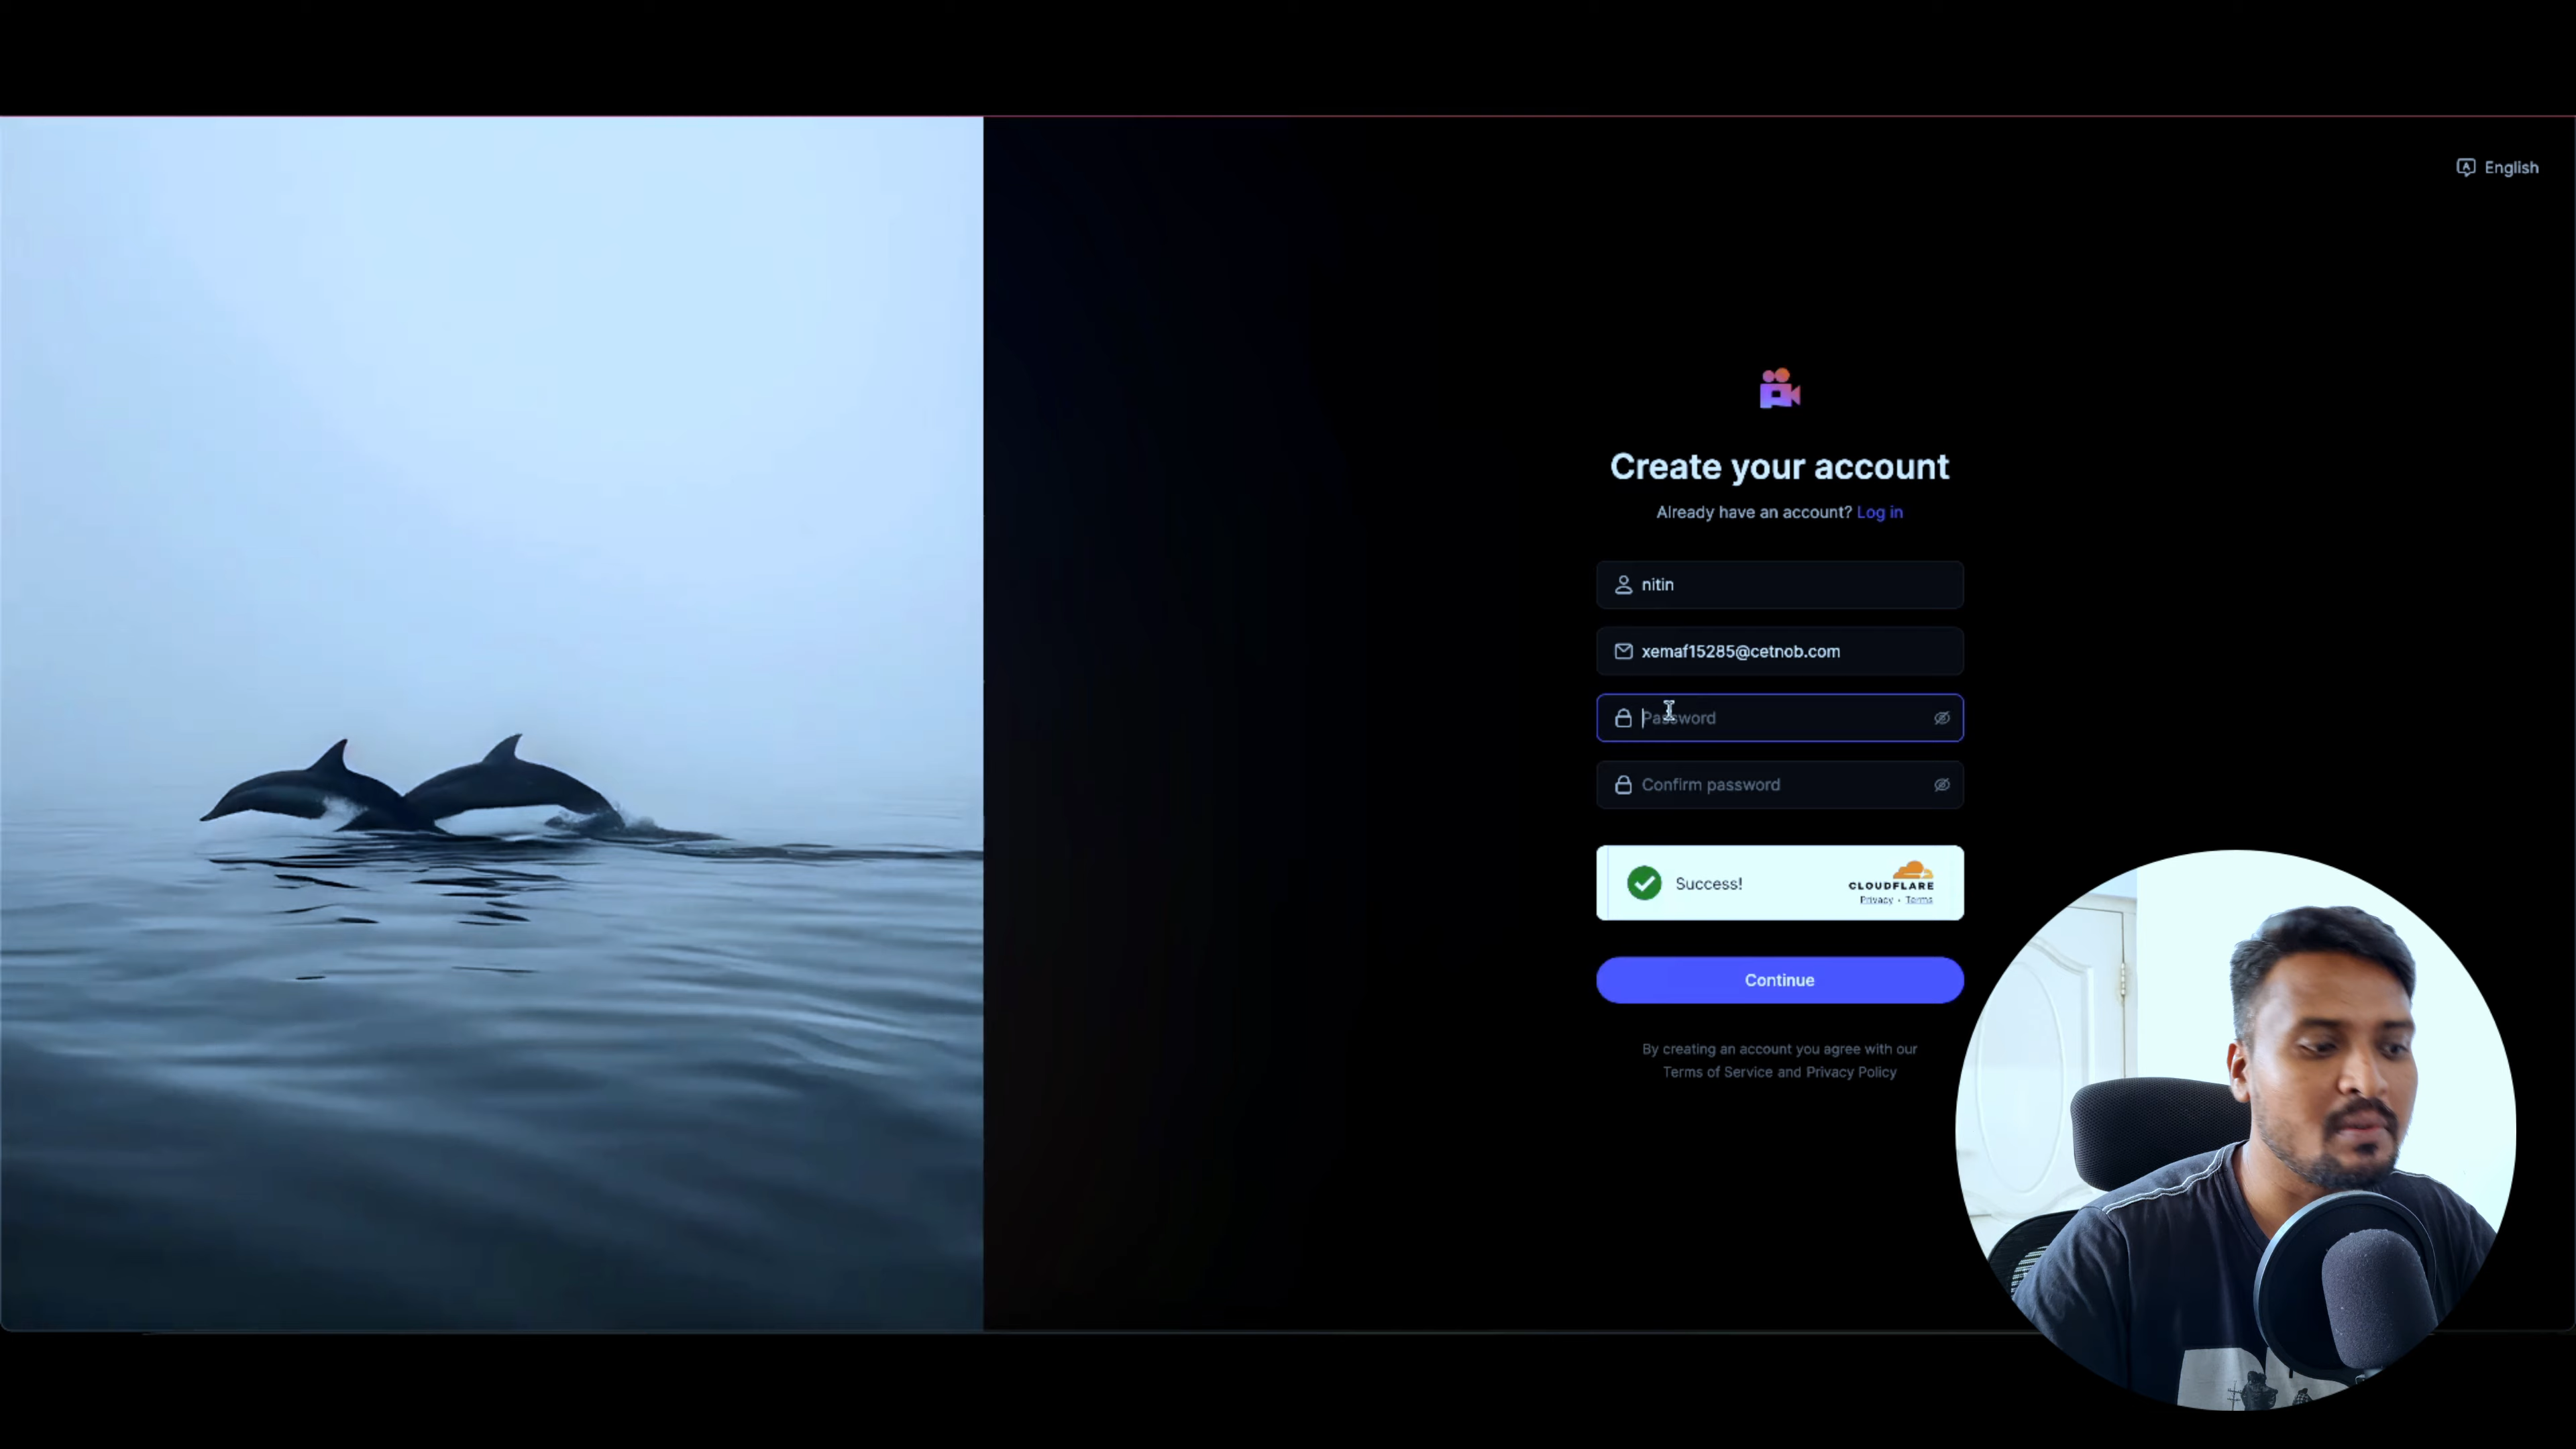 English
Create your account
Already have an account? Log in
nitin
xemaf15285@cetnob.com
Password
Confirm password
Success!
CLOUDFLARE
Privacy • Terms
Continue
By creating an account you agree with our
Terms of Service and Privacy Policy